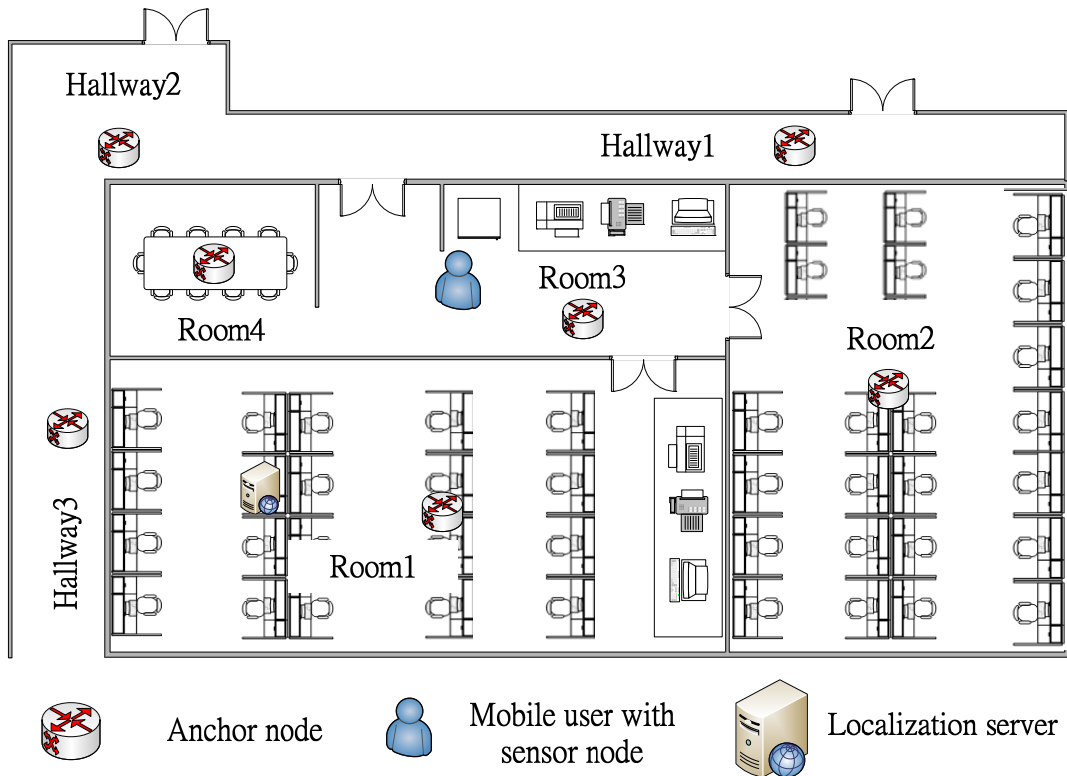 Hallway2
Hallway1
Room3
Room4
Room2
Hallway3
Room1
Anchor node
Mobile user with
sensor node
Localization server